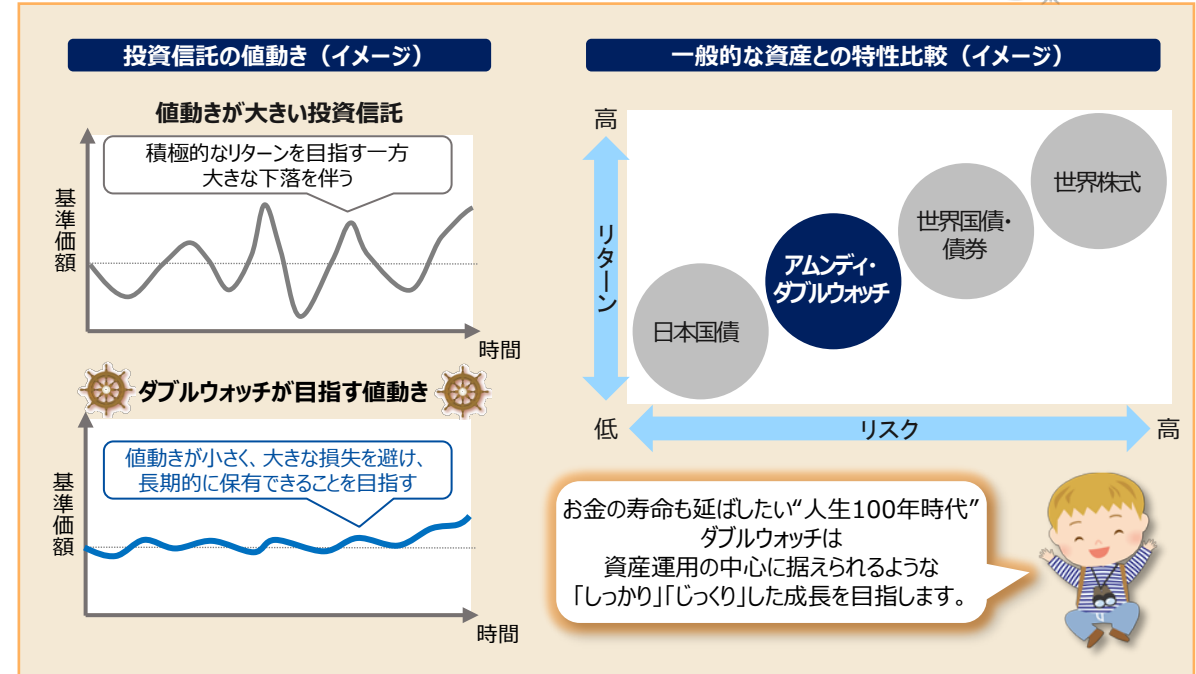 投資信託の値動き（イメージ）
値動きが大きい投資信託
積極的なリターンを目指す一方
大きな下落を伴う
基準価額
時間
ダブルウォッチが目指す値動き
値動きが小さく、大きな損失を避け、
長期的に保有できることを目指す
基準価額
時間
一般的な資産との特性比較（イメージ）
高
リターン
低
世界株式
世界国債・
債券
アムンディ・
ダブルウォッチ
日本国債
リスク
高
お金の寿命も延ばしたい“人生100年時代”
ダブルウォッチは
資産運用の中心に据えられるような
「しっかり」「じっくり」した成長を目指します。